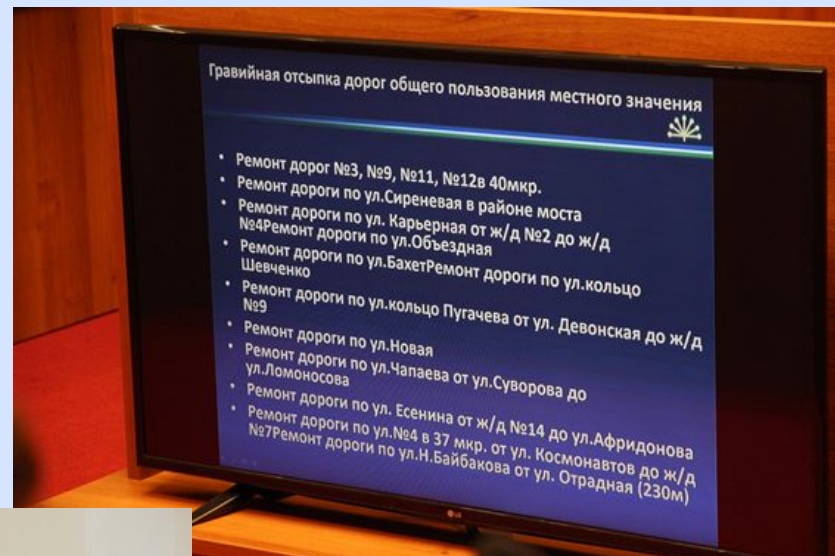 Гравийная отсыпка дорог общего пользования местного значения
• Ремонт дорог №3, №9, №11, №12в 40мкр.
• Ремонт дороги по ул.Сиреневая в районе моста
• Ремонт дороги по ул. Карьерная от ж/д №2 до ж/д
№4Ремонт дороги по ул.Объездная
• Ремонт дороги по ул.БахетРемонт дороги по ул.кольцо
Шевченко
• Ремонт дороги по ул.кольцо Пугачева от ул. Девонская до ж/д
№9
• Ремонт дороги по ул.Новая
• Ремонт дороги по ул.Чапаева от ул.Суворова до
ул.Ломоносова
• Ремонт дороги по ул. Есенина от ж/д №14 до ул.Афридонова
• Ремонт дороги по ул.№4 в 37 мкр. от ул. Космонавтов до ж/д
№7Ремонт дороги по ул.Н.Байбакова от ул. Отрадная (230м)
LG